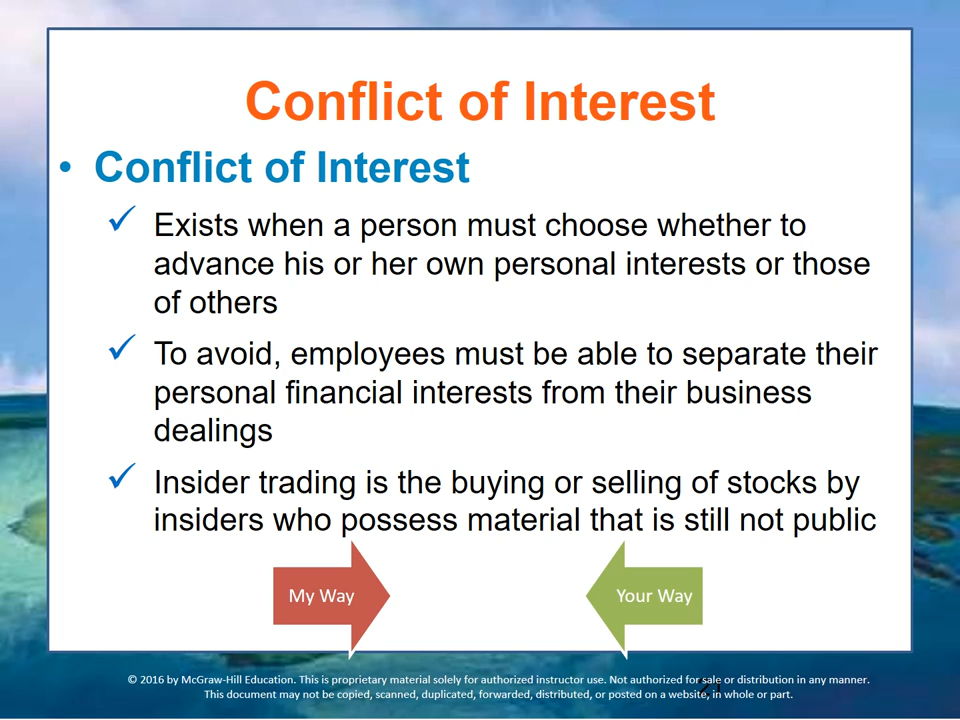 Conflict of Interest
• Conflict of Interest
✓ Exists when a person must choose whether to
advance his or her own personal interests or those
of others
✓ To avoid, employees must be able to separate their
personal financial interests from their business
dealings
✓ Insider trading is the buying or selling of stocks by
insiders who possess material that is still not public
My Way
Your Way
© 2016 by McGraw-Hill Education. This is proprietary material solely for authorized instructor use. Not authorized for sale or distribution in any manner.
This document may not be copied, scanned, duplicated, forwarded, distributed, or posted on a website, in whole or part.